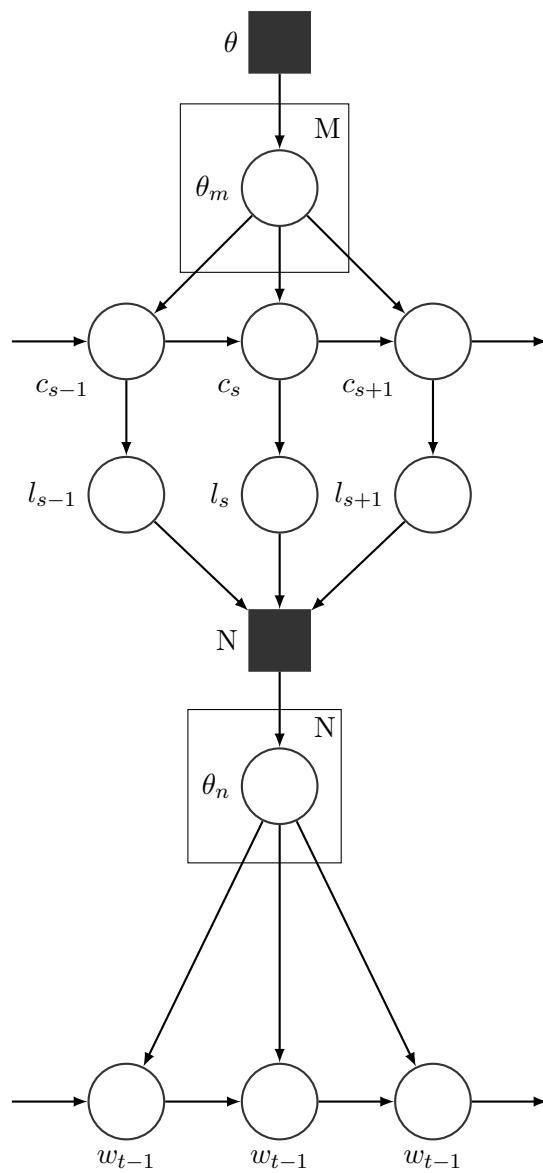 θ
M
θ_m
c_{s−1} c_s c_{s+1}
l_{s−1} l_s l_{s+1}
N
N
θ_n
w_{t−1} w_{t−1} w_{t−1}